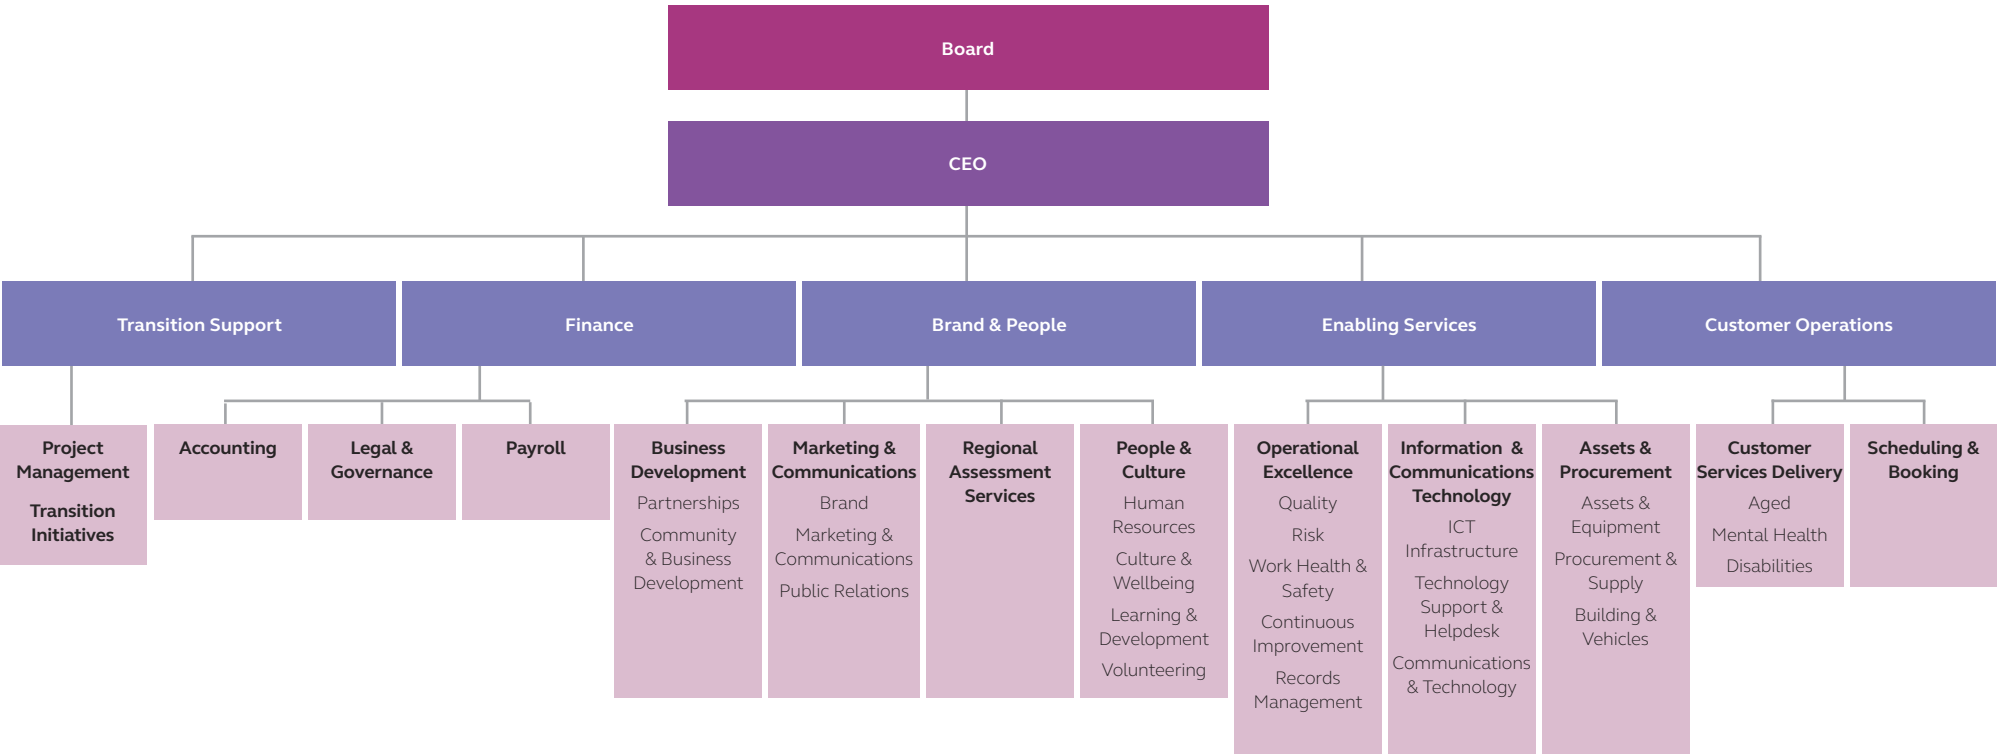 Board
CEO
Transition Support
Finance
Brand & People
Enabling Services
Customer Operations
Project
Management
Transition
Initiatives
Accounting
Legal &
Governance
Payroll
Business
Development
Partnerships
Community
& Business
Development
Marketing &
Communications
Brand
Marketing &
Communications
Public Relations
Regional
Assessment
Services
People &
Culture
Human
Resources
Culture &
Wellbeing
Learning &
Development
Volunteering
Operational
Excellence
Quality
Risk
Work Health &
Safety
Continuous
Improvement
Records
Management
Information &
Communications
Technology
ICT
Infrastructure
Technology
Support &
Helpdesk
Communications
& Technology
Assets &
Procurement
Assets &
Equipment
Procurement &
Supply
Building &
Vehicles
Customer
Services Delivery
Aged
Mental Health
Disabilities
Scheduling &
Booking